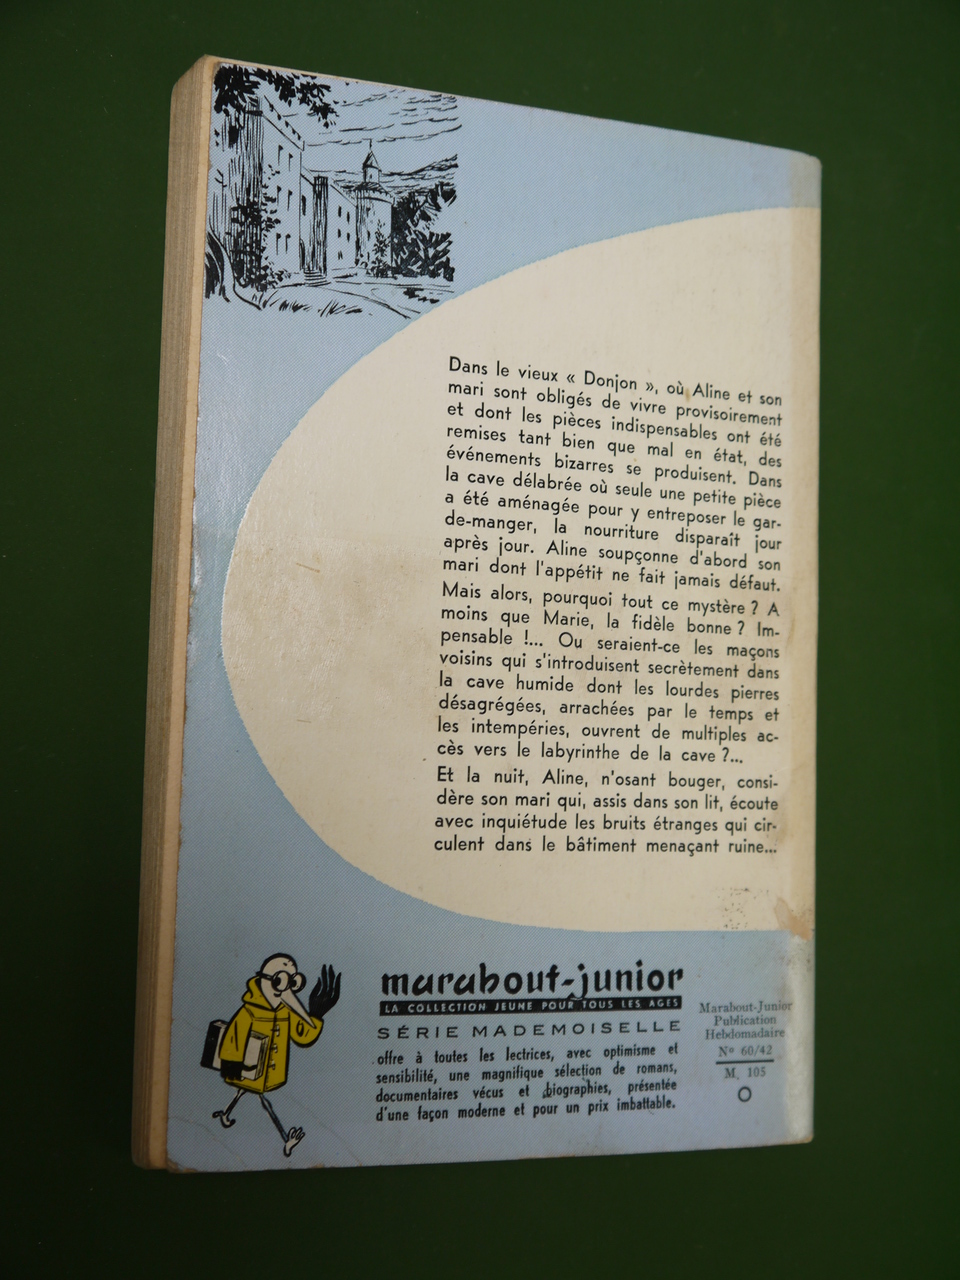 Dans le vieux « Donjon », où Aline et son
mari sont obligés de vivre provisoirement
et dont les pièces indispensables ont été
remises tant bien que mal en état, des
événements bizarres se produisent. Dans
la cave délabrée où seule une petite pièce
a été aménagée pour y entreposer le gar-
de-manger, la nourriture disparaît jour
après jour. Aline soupçonne d'abord son
mari dont l'appétit ne fait jamais défaut.
Mais alors, pourquoi tout ce mystère ? A
moins que Marie, la fidèle bonne ? Im-
pensable !... Ou seraient-ce les maçons
voisins qui s'introduisent secrètement dans
la cave humide dont les lourdes pierres
désagrégées, arrachées par le temps et
les intempéries, ouvrent de multiples ac-
cès vers le labyrinthe de la cave ?...
Et la nuit, Aline, n'osant bouger, consi-
dère son mari qui, assis dans son lit, écoute
avec inquiétude les bruits étranges qui cir-
culent dans le bâtiment menaçant ruine...
marabout-junior
LA COLLECTION JEUNE POUR TOUS LES AGES
SÉRIE MADEMOISELLE
offre à toutes les lectrices, avec optimisme et
sensibilité, une magnifique sélection de romans,
documentaires vécus et biographies, présentée
d'une façon moderne et pour un prix imbattable.
Marabout-Junior
Publication
Hebdomadaire
N° 60/42
M. 105
O